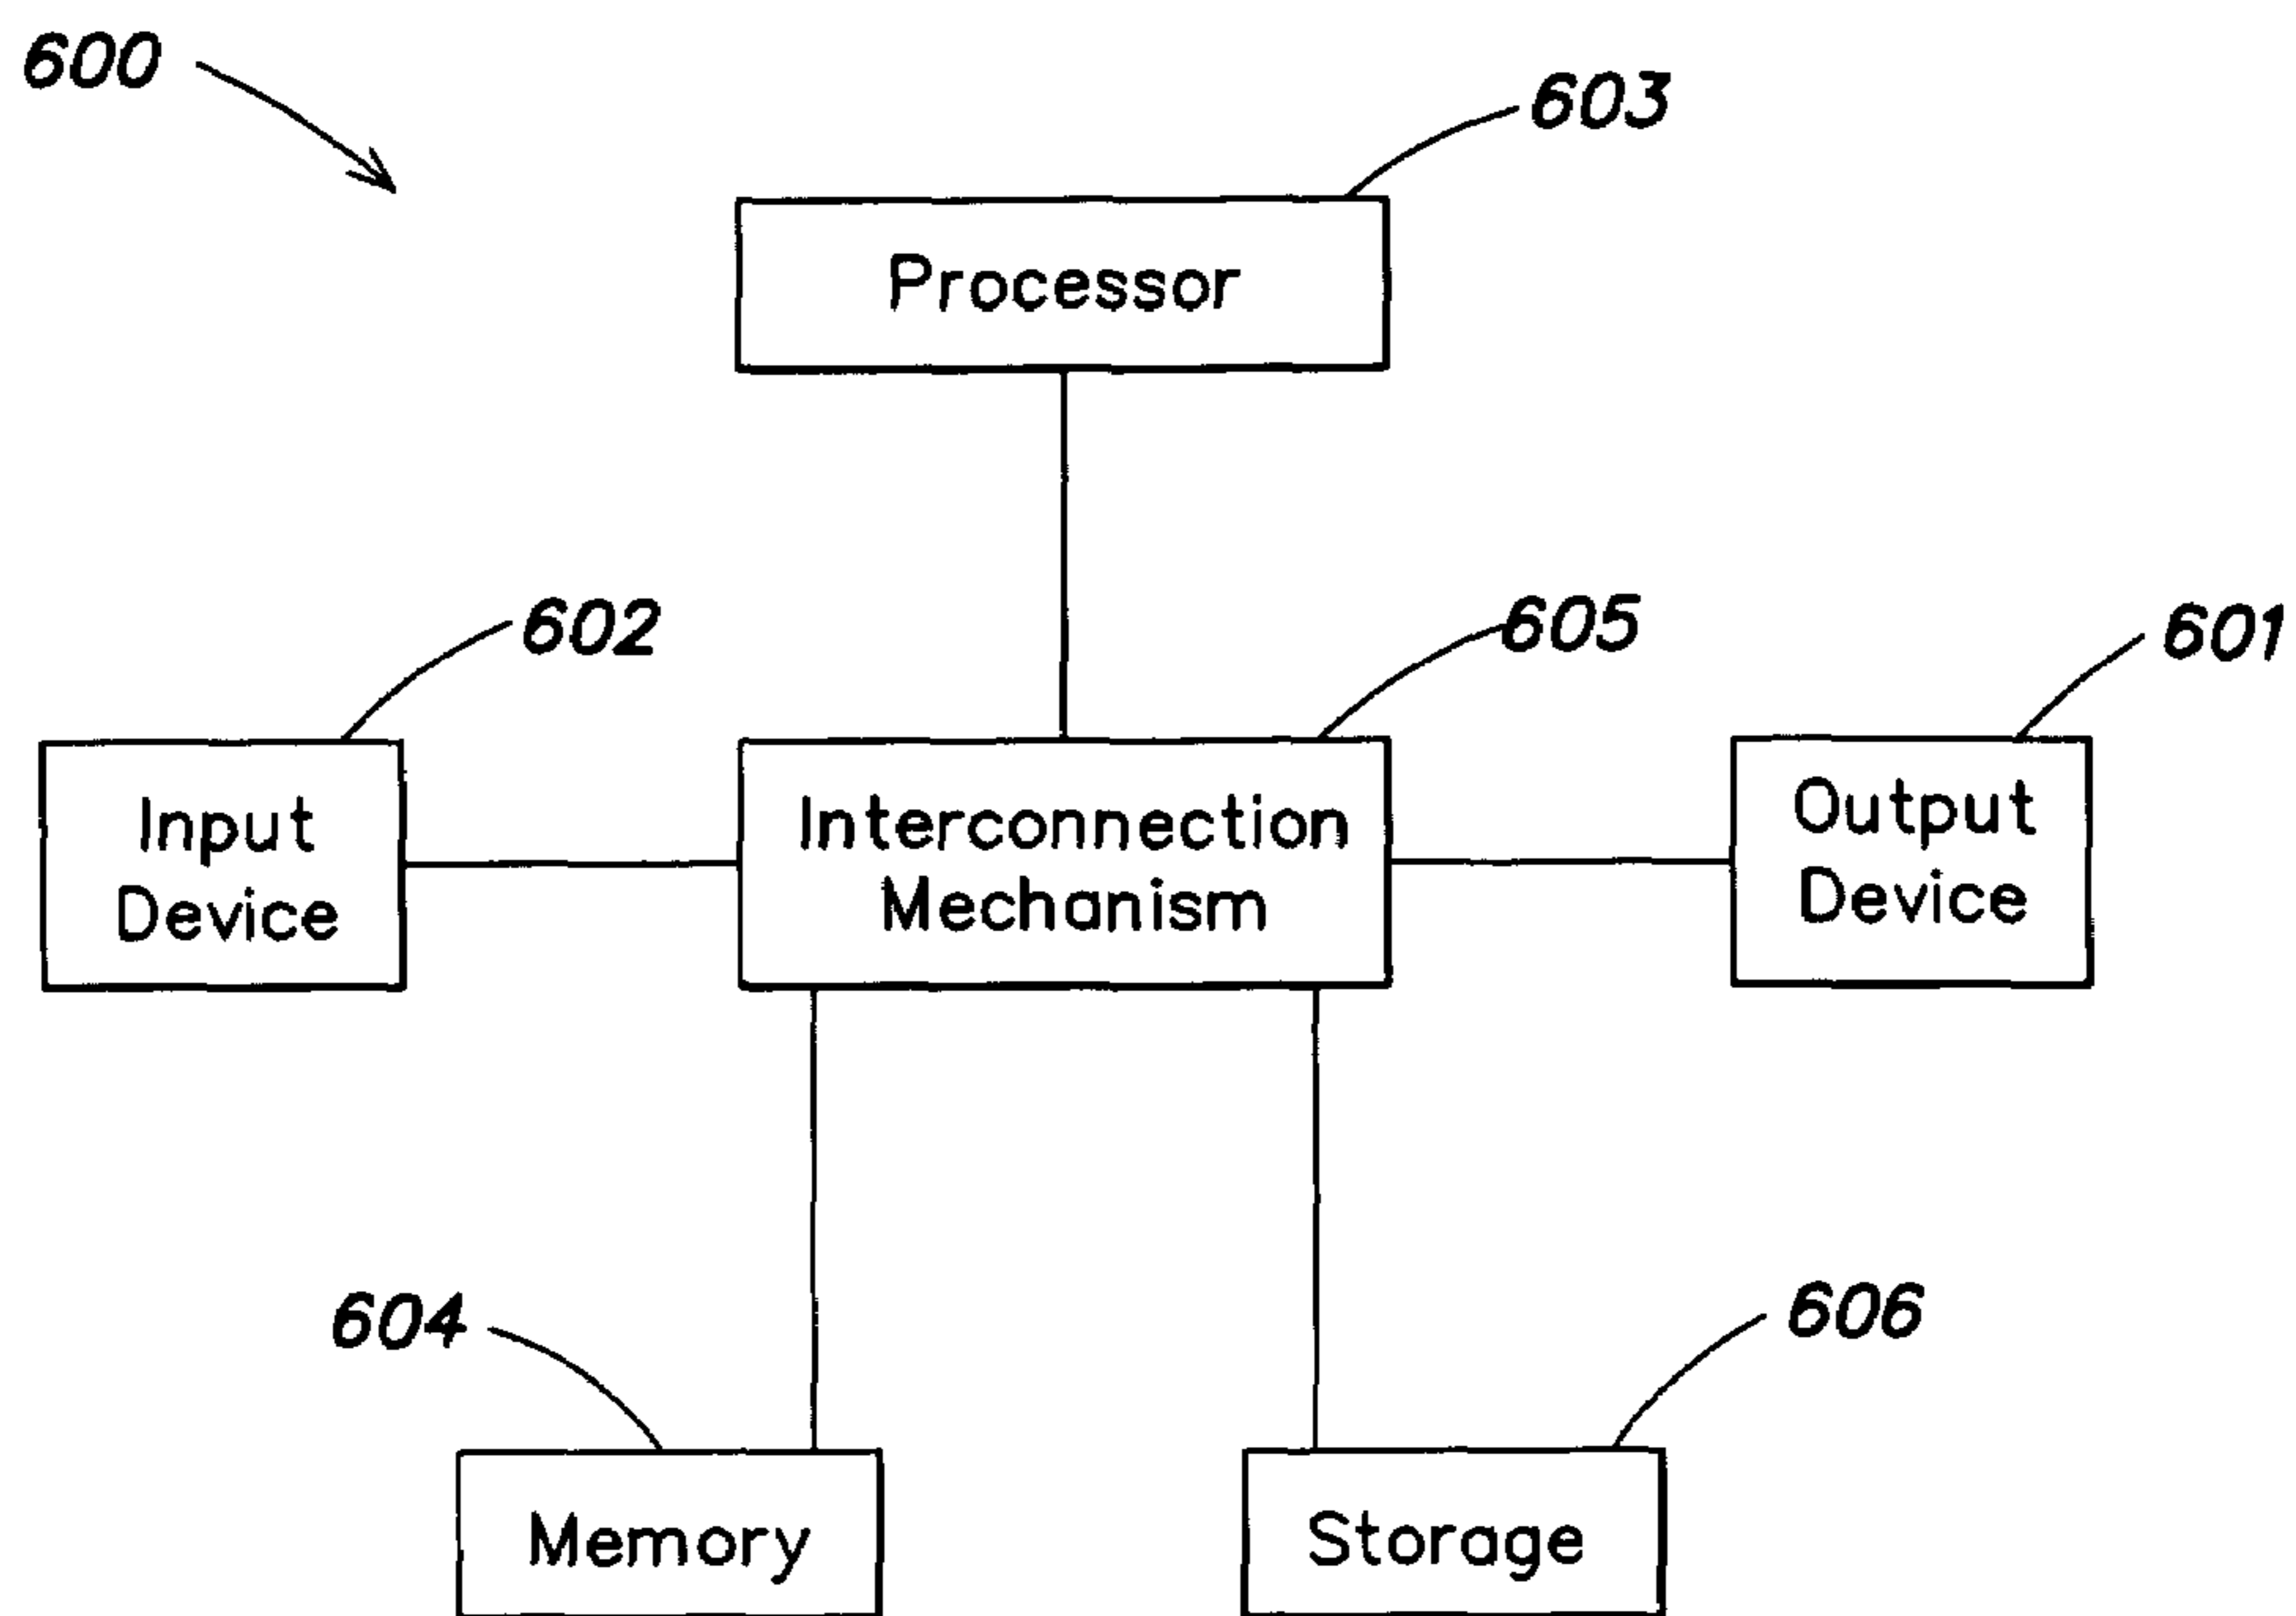 600
603
Processor
602
605
601
Input
Device
Interconnection
Mechanism
Output
Device
604
606
Memory
Storage